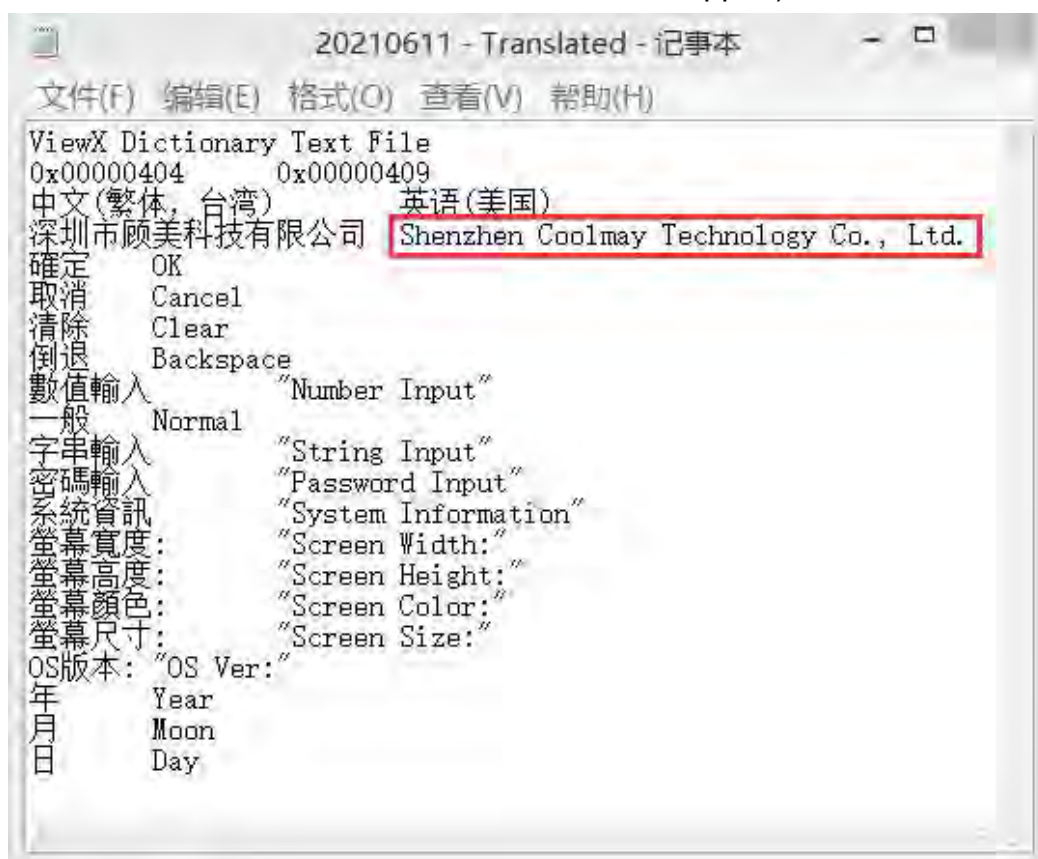 20210611 - Translated - 记事本
文件(F) 编辑(E) 格式(O) 查看(V) 帮助(H)
ViewX Dictionary Text File
0x00000404 0x00000409
中文(繁体，台湾) 英语(美国)
深圳市顾美科技有限公司 Shenzhen Coolmay Technology Co., Ltd.
確定 OK
取消 Cancel
清除 Clear
倒退 Backspace
數值輸入 "Number Input"
一般 Normal
字串輸入 "String Input"
密碼輸入 "Password Input"
系統資訊 "System Information"
螢幕寬度: "Screen Width:"
螢幕高度: "Screen Height:"
螢幕顏色: "Screen Color:"
螢幕尺寸: "Screen Size:"
OS版本: "OS Ver:"
年 Year
月 Moon
日 Day